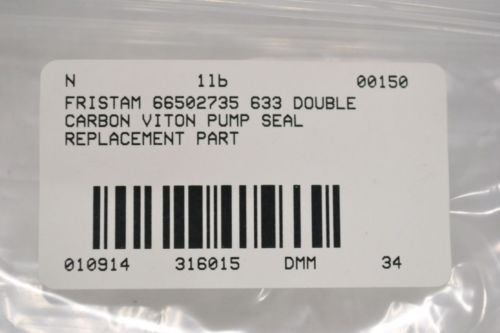 N 1lb 00150
FRISTAM 66502735 633 DOUBLE
CARBON VITON PUMP SEAL
REPLACEMENT PART
010914 316015 DMM 34